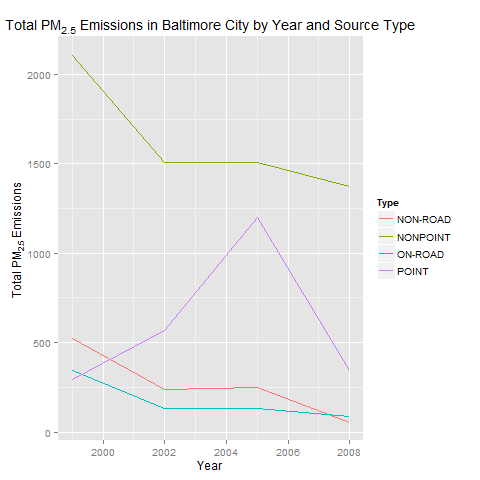 Total PM2.5 Emissions in Baltimore City by Year and Source Type
2000
1500
1000
500
0
Total PM2.5 Emissions
2000 2002 2004 2006 2008
Year
Type
NON-ROAD
NONPOINT
ON-ROAD
POINT